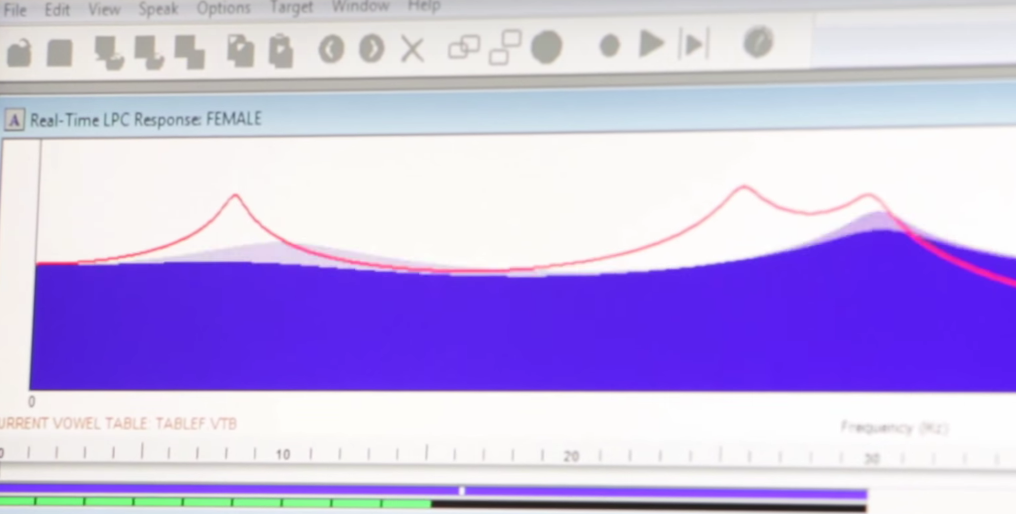 File Edit View Speak Options Target Window Help
A Real-Time LPC Response: FEMALE
0
URRENT VOWEL TABLE: TABLEF.VTB
Frequency (Hz)
0 10 20 30